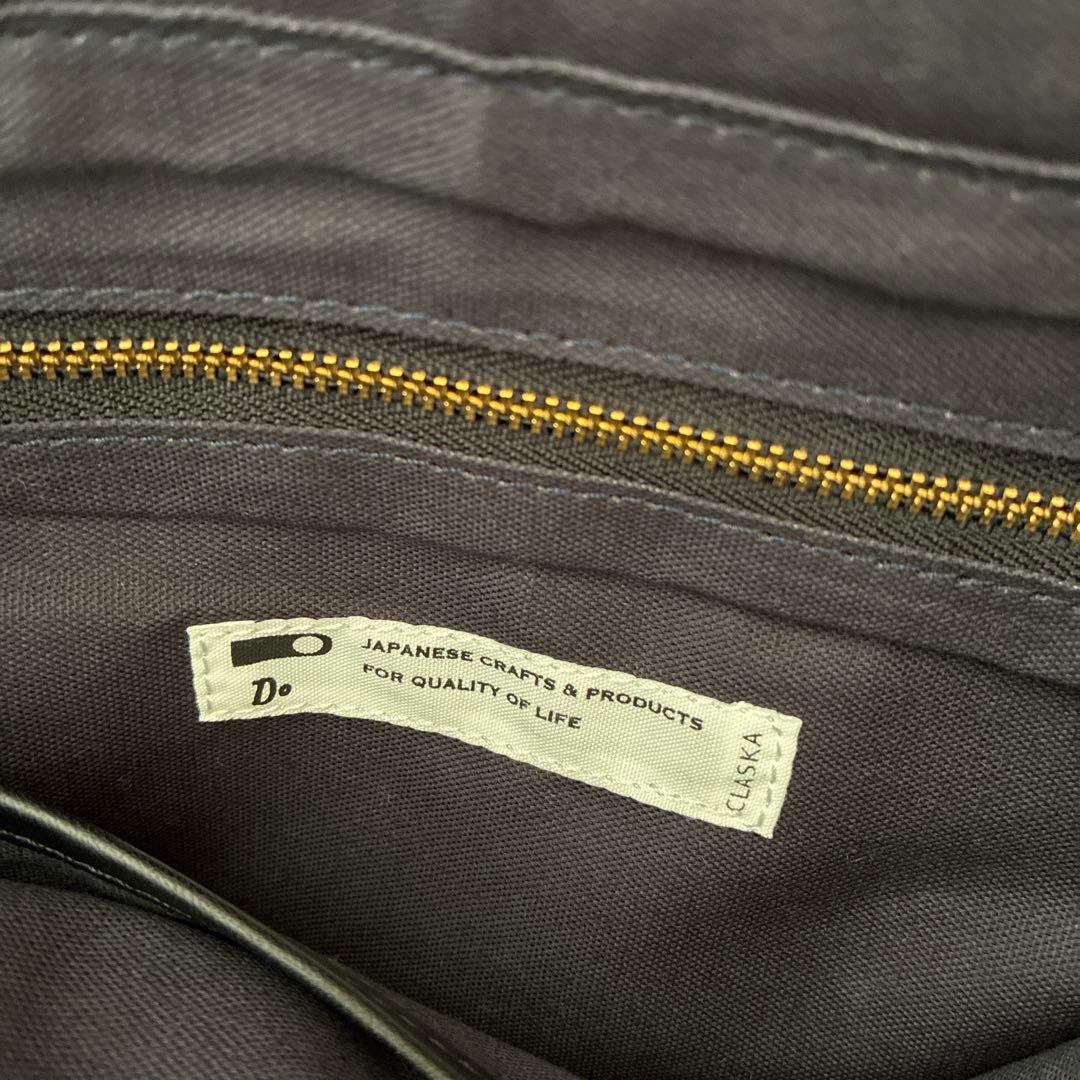 Do
JAPANESE CRAFTS & PRODUCTS
FOR QUALITY OF LIFE
CLASKA